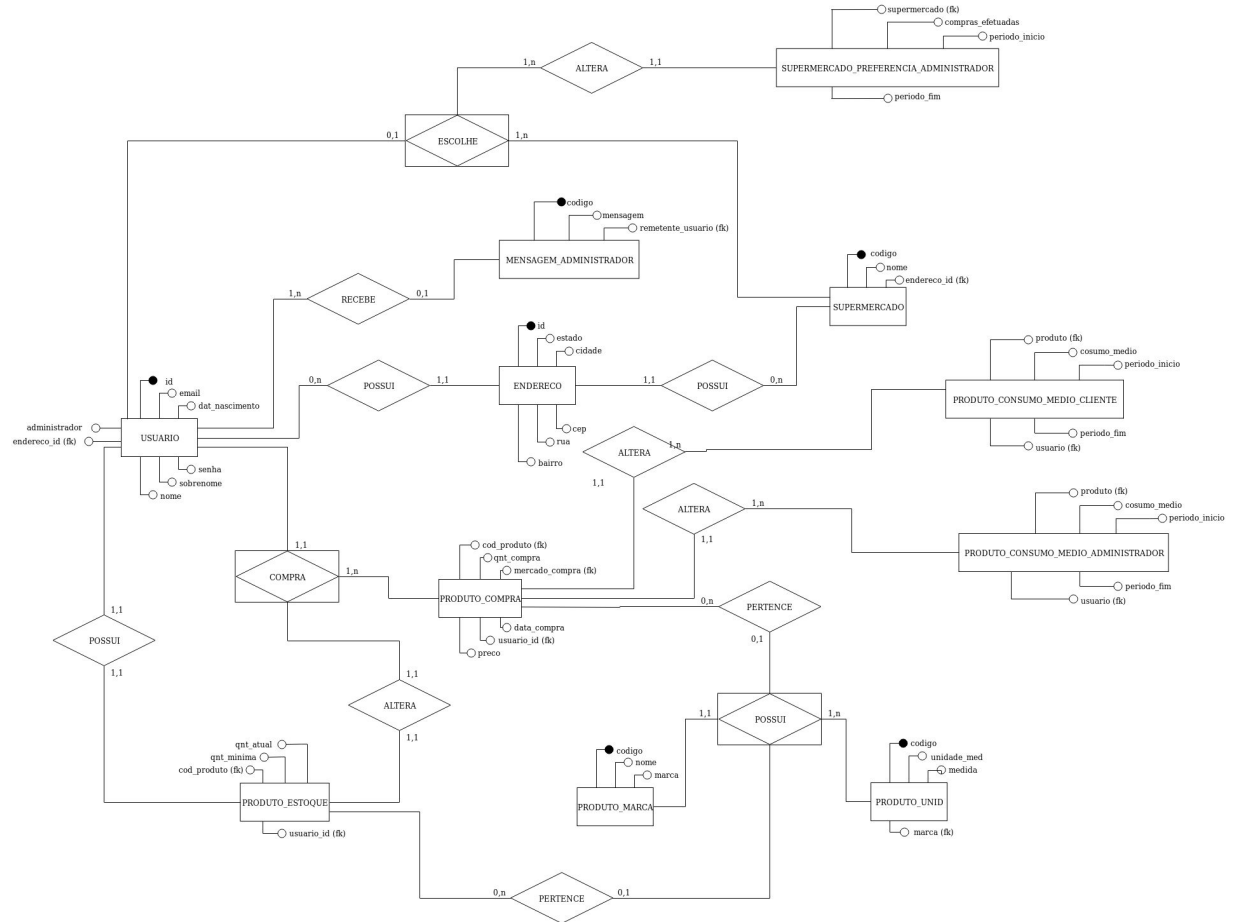 supermercado (fk)
compras_efetuadas
periodo_inicio
1,n
ALTERA
1,1
SUPERMERCADO_PREFERENCIA_ADMINISTRADOR
periodo_fim
0,1
ESCOLHE
1,n
codigo
mensagem
remetente_usuario (fk)
MENSAGEM_ADMINISTRADOR
1,n
RECEBE
0,1
codigo
nome
endereco_id (fk)
SUPERMERCADO
id
estado
cidade
0,n
POSSUI
1,1
ENDERECO
1,1
POSSUI
0,n
cep
rua
bairro
produto (fk)
cosumo_medio
periodo_inicio
PRODUTO_CONSUMO_MEDIO_CLIENTE
periodo_fim
usuario (fk)
id
email
dat_nascimento
administrador
endereco_id (fk)
USUARIO
senha
sobrenome
nome
ALTERA
1,n
1,1
ALTERA
1,n
1,1
produto (fk)
cosumo_medio
periodo_inicio
PRODUTO_CONSUMO_MEDIO_ADMINISTRADOR
periodo_fim
usuario (fk)
1,1
COMPRA
1,n
cod_produto (fk)
qnt_compra
mercado_compra (fk)
PRODUTO_COMPRA
data_compra
usuario_id (fk)
preco
0,n
PERTENCE
0,1
1,1
POSSUI
1,1
1,1
ALTERA
1,1
1,1
POSSUI
1,n
qnt_atual
qnt_minima
cod_produto (fk)
PRODUTO_ESTOQUE
usuario_id (fk)
codigo
nome
marca
PRODUTO_MARCA
codigo
unidade_med
medida
PRODUTO_UNID
marca (fk)
0,n
PERTENCE
0,1